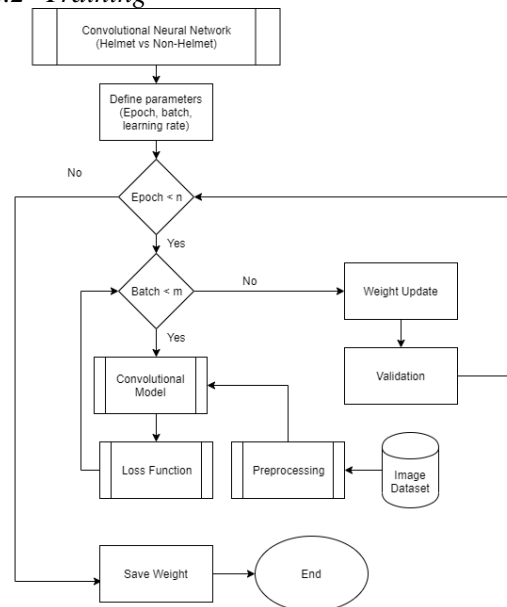 Training
Convolutional Neural Network
(Helmet vs Non-Helmet)
Define parameters
(Epoch, batch,
learning rate)
No
Epoch < n
Yes
Batch < m
No
Weight Update
Yes
Convolutional
Model
Validation
Loss Function
Preprocessing
Image
Dataset
Save Weight
End